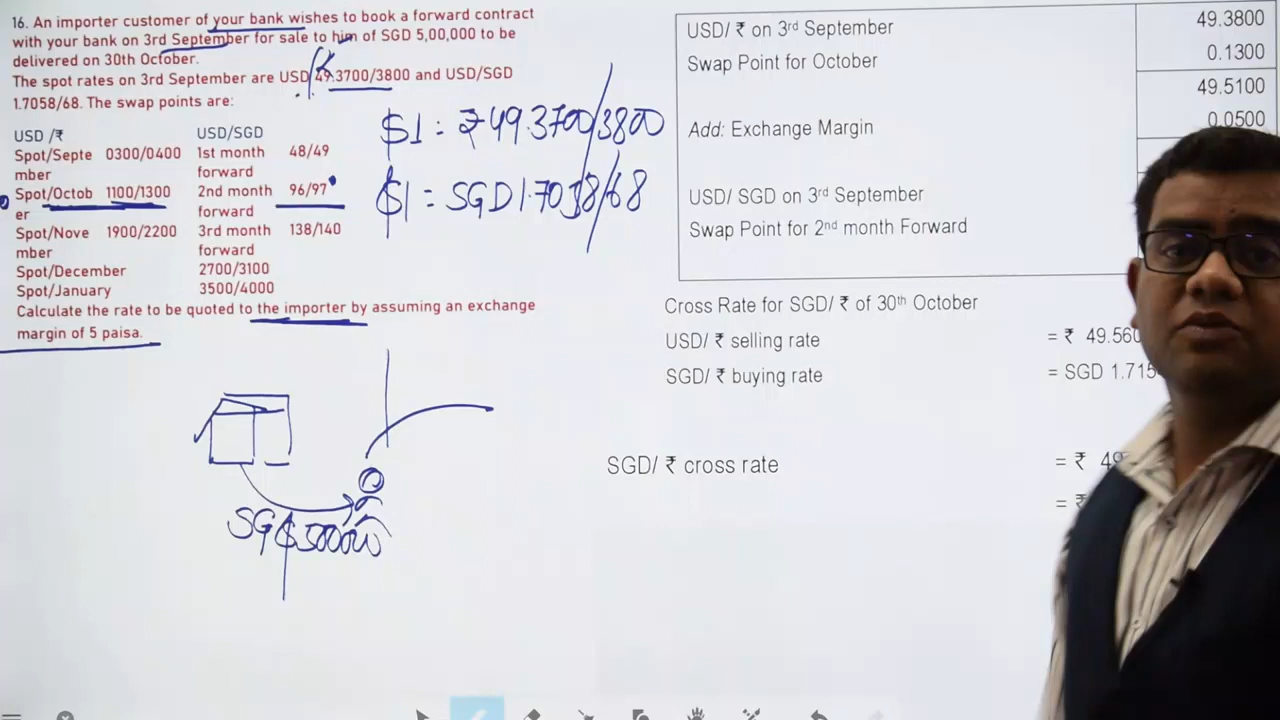 16. An importer customer of your bank wishes to book a forward contract
with your bank on 3rd September for sale to him of SGD 5,00,000 to be
delivered on 30th October.
The spot rates on 3rd September are USD 49.3700/3800 and USD/SGD
1.7058/68. The swap points are:
USD /₹ USD/SGD
Spot/Septe 0300/0400 1st month 48/49
mber forward
Spot/Octob 1100/1300 2nd month 96/97
er forward
Spot/Nove 1900/2200 3rd month 138/140
mber forward
Spot/December 2700/3100
Spot/January 3500/4000
Calculate the rate to be quoted to the importer by assuming an exchange
margin of 5 paisa.
$1 = ₹49.3700/3800
$1 = SGD1.7058/68
SG$500000
USD/ ₹ on 3rd September 49.3800
Swap Point for October 0.1300
49.5100
Add: Exchange Margin 0.0500
USD/ SGD on 3rd September
Swap Point for 2nd month Forward
Cross Rate for SGD/ ₹ of 30th October
USD/ ₹ selling rate = ₹ 49.560
SGD/ ₹ buying rate = SGD 1.715
SGD/ ₹ cross rate = ₹ 49
= ₹